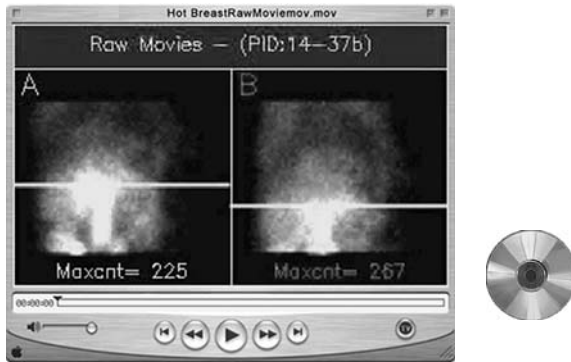 Hot BreastRawMoviemov.mov
Raw Movies - (PID:14-37b)
A
B
Maxcnt= 225
Maxcnt= 267
00:00:00